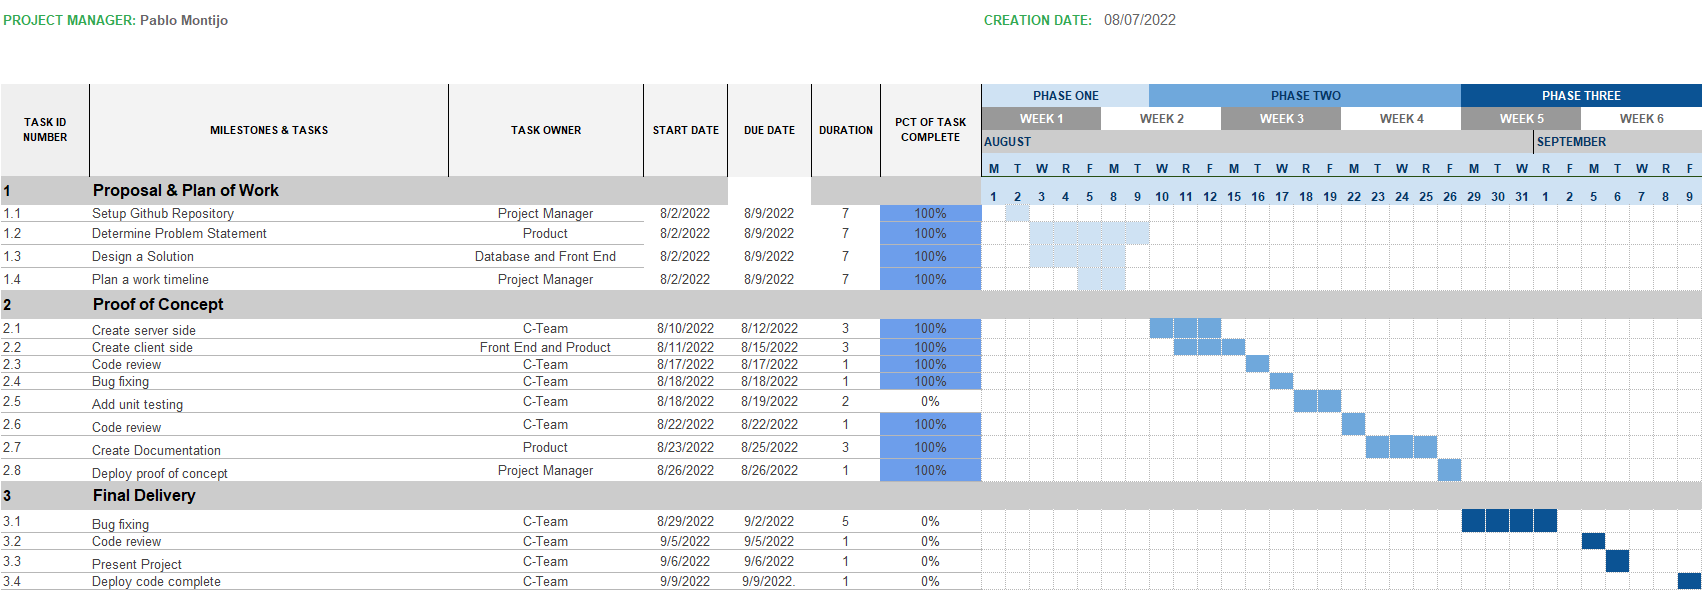 PROJECT MANAGER: Pablo Montijo CREATION DATE: 08/07/2022
PHASE ONE PHASE TWO PHASE THREE
TASK ID NUMBER MILESTONES & TASKS TASK OWNER START DATE DUE DATE DURATION PCT OF TASK COMPLETE
WEEK 1 WEEK 2 WEEK 3 WEEK 4 WEEK 5 WEEK 6
AUGUST SEPTEMBER
M T W R F M T W R F M T W R F M T W R F M T W R F M T W R F
1 Proposal & Plan of Work 1 2 3 4 5 8 9 10 11 12 15 16 17 18 19 22 23 24 25 26 29 30 31 1 2 5 6 7 8 9
1.1 Setup Github Repository Project Manager 8/2/2022 8/9/2022 7 100%
1.2 Determine Problem Statement Product 8/2/2022 8/9/2022 7 100%
1.3 Design a Solution Database and Front End 8/2/2022 8/9/2022 7 100%
1.4 Plan a work timeline Project Manager 8/2/2022 8/9/2022 7 100%
2 Proof of Concept
2.1 Create server side C-Team 8/10/2022 8/12/2022 3 100%
2.2 Create client side Front End and Product 8/11/2022 8/15/2022 3 100%
2.3 Code review C-Team 8/17/2022 8/17/2022 1 100%
2.4 Bug fixing C-Team 8/18/2022 8/18/2022 1 100%
2.5 Add unit testing C-Team 8/18/2022 8/19/2022 2 0%
2.6 Code review C-Team 8/22/2022 8/22/2022 1 100%
2.7 Create Documentation Product 8/23/2022 8/25/2022 3 100%
2.8 Deploy proof of concept Project Manager 8/26/2022 8/26/2022 1 100%
3 Final Delivery
3.1 Bug fixing C-Team 8/29/2022 9/2/2022 5 0%
3.2 Code review C-Team 9/5/2022 9/5/2022 1 0%
3.3 Present Project C-Team 9/6/2022 9/6/2022 1 0%
3.4 Deploy code complete C-Team 9/9/2022 9/9/2022. 1 0%